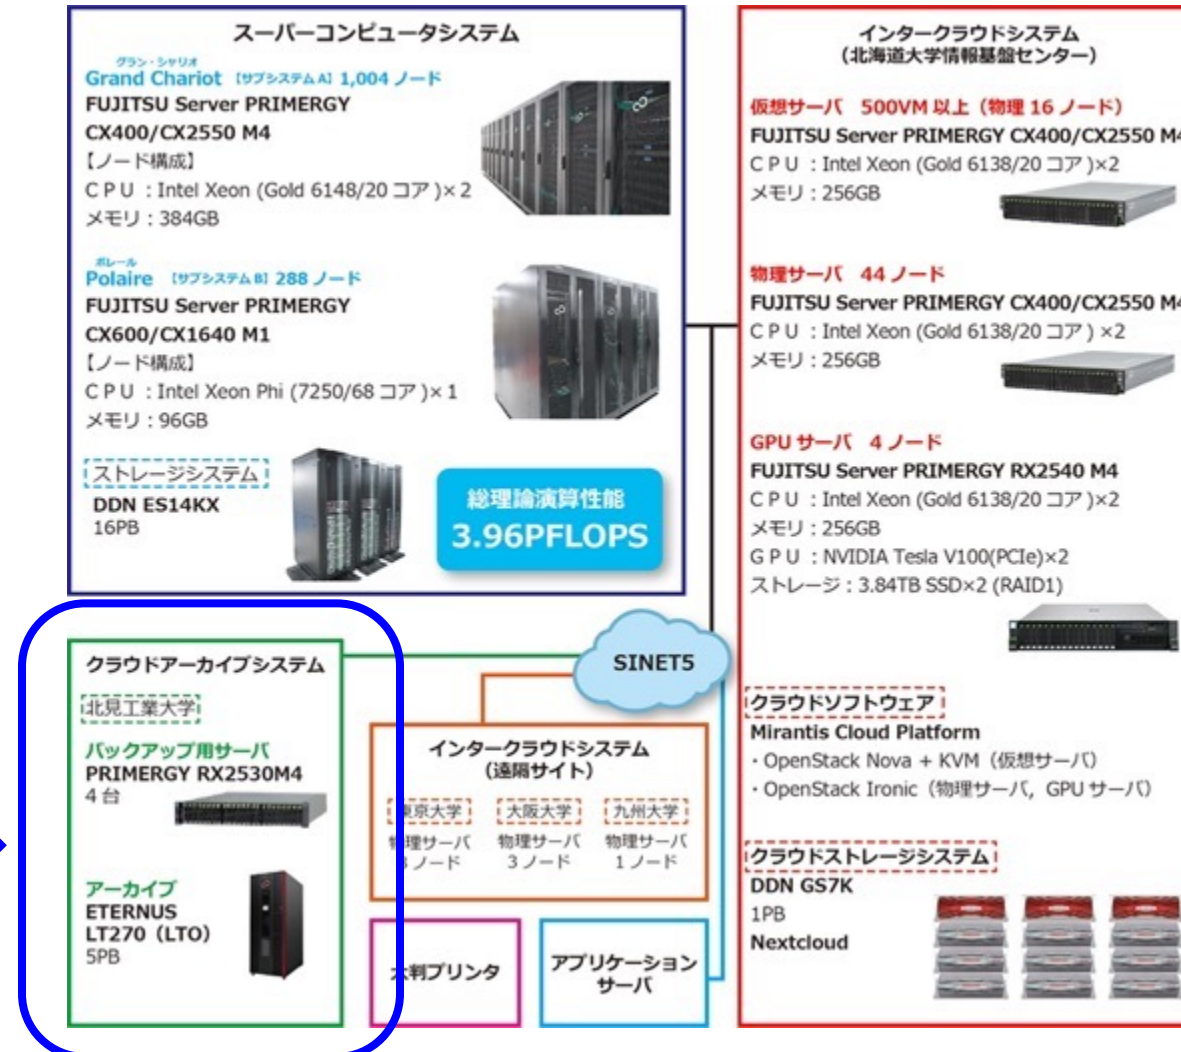 スーパーコンピュータシステム
グラン・シャリオ
Grand Chariot 【サブシステム A】 1,004 ノード
FUJITSU Server PRIMERGY
CX400/CX2550 M4
【ノード構成】
C P U ：Intel Xeon (Gold 6148/20 コア )× 2
メモリ：384GB
ポレール
Polaire 【サブシステム B】 288 ノード
FUJITSU Server PRIMERGY
CX600/CX1640 M1
【ノード構成】
C P U ：Intel Xeon Phi (7250/68 コア )× 1
メモリ：96GB
ストレージシステム
DDN ES14KX
16PB
総理論演算性能
3.96PFLOPS
インタークラウドシステム
（北海道大学情報基盤センター）
仮想サーバ 500VM 以上（物理 16 ノード）
FUJITSU Server PRIMERGY CX400/CX2550 M4
C P U ：Intel Xeon (Gold 6138/20 コア )×2
メモリ：256GB
物理サーバ 44 ノード
FUJITSU Server PRIMERGY CX400/CX2550 M4
C P U ：Intel Xeon (Gold 6138/20 コア ) ×2
メモリ：256GB
GPU サーバ 4 ノード
FUJITSU Server PRIMERGY RX2540 M4
C P U ：Intel Xeon (Gold 6138/20 コア )×2
メモリ：256GB
G P U ：NVIDIA Tesla V100(PCIe)×2
ストレージ：3.84TB SSD×2 (RAID1)
クラウドソフトウェア
Mirantis Cloud Platform
・OpenStack Nova + KVM（仮想サーバ）
・OpenStack Ironic（物理サーバ, GPU サーバ）
クラウドストレージシステム
DDN GS7K
1PB
Nextcloud
SINET5
クラウドアーカイブシステム
北見工業大学
バックアップ用サーバ
PRIMERGY RX2530M4
4 台
アーカイブ
ETERNUS
LT270（LTO）
5PB
インタークラウドシステム
（遠隔サイト）
東京大学
物理サーバ
3 ノード
大阪大学
物理サーバ
3 ノード
九州大学
物理サーバ
1 ノード
大判プリンタ
アプリケーション
サーバ